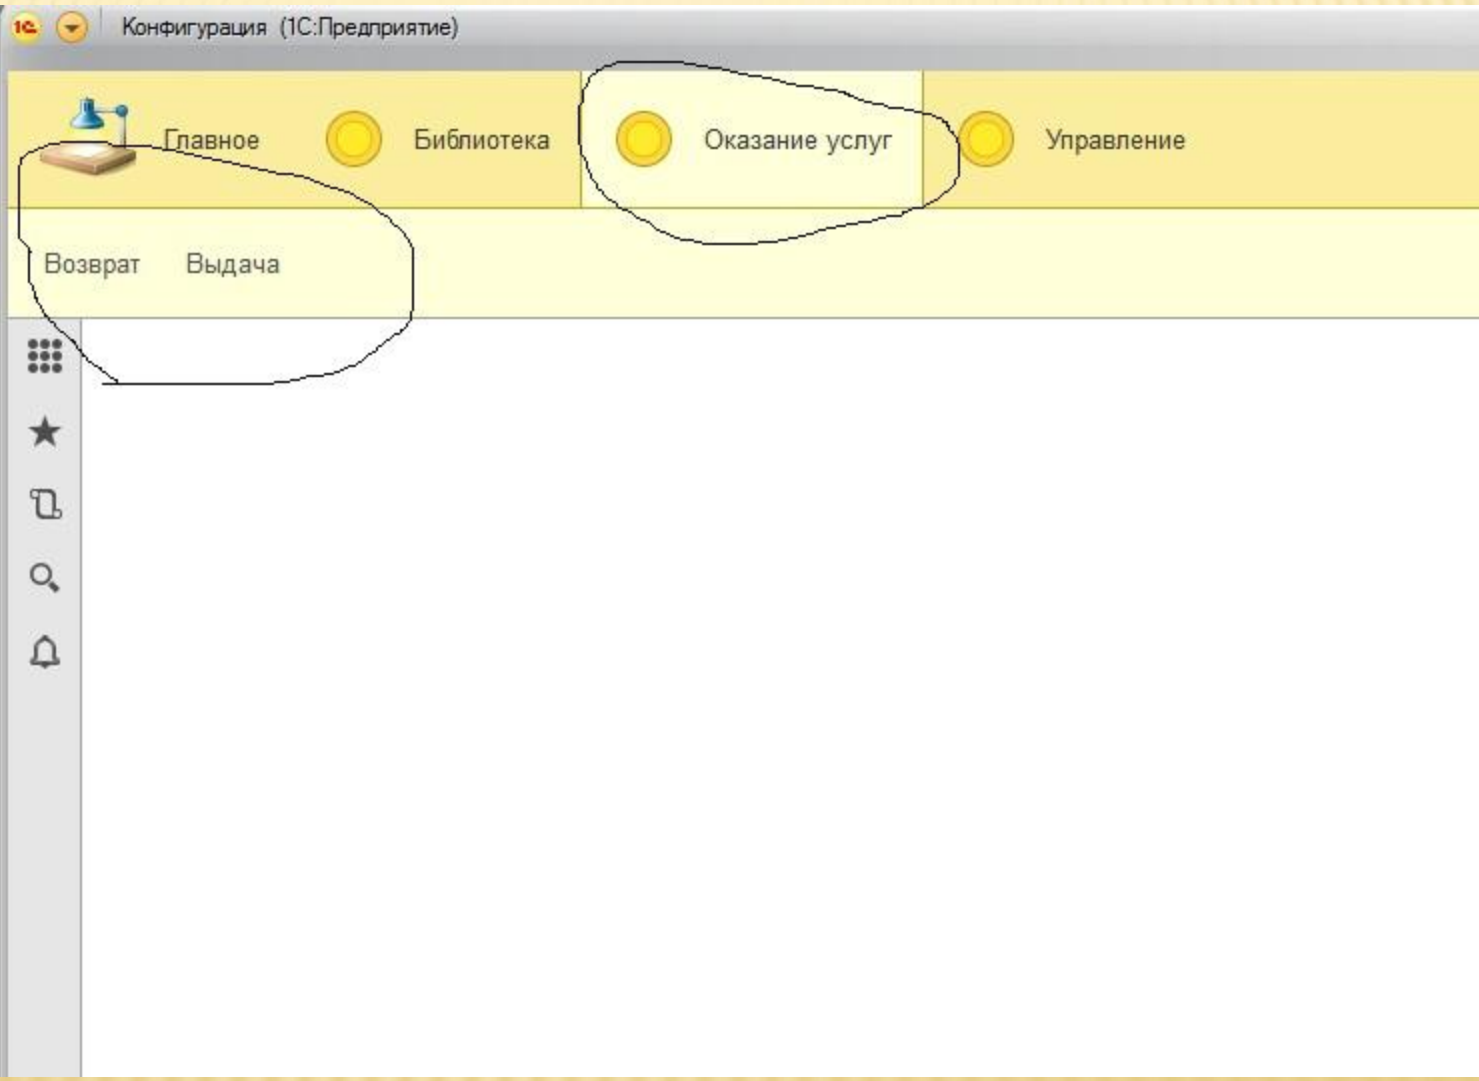 1С Конфигурация (1С:Предприятие)
Главное Библиотека Оказание услуг Управление
Возврат Выдача